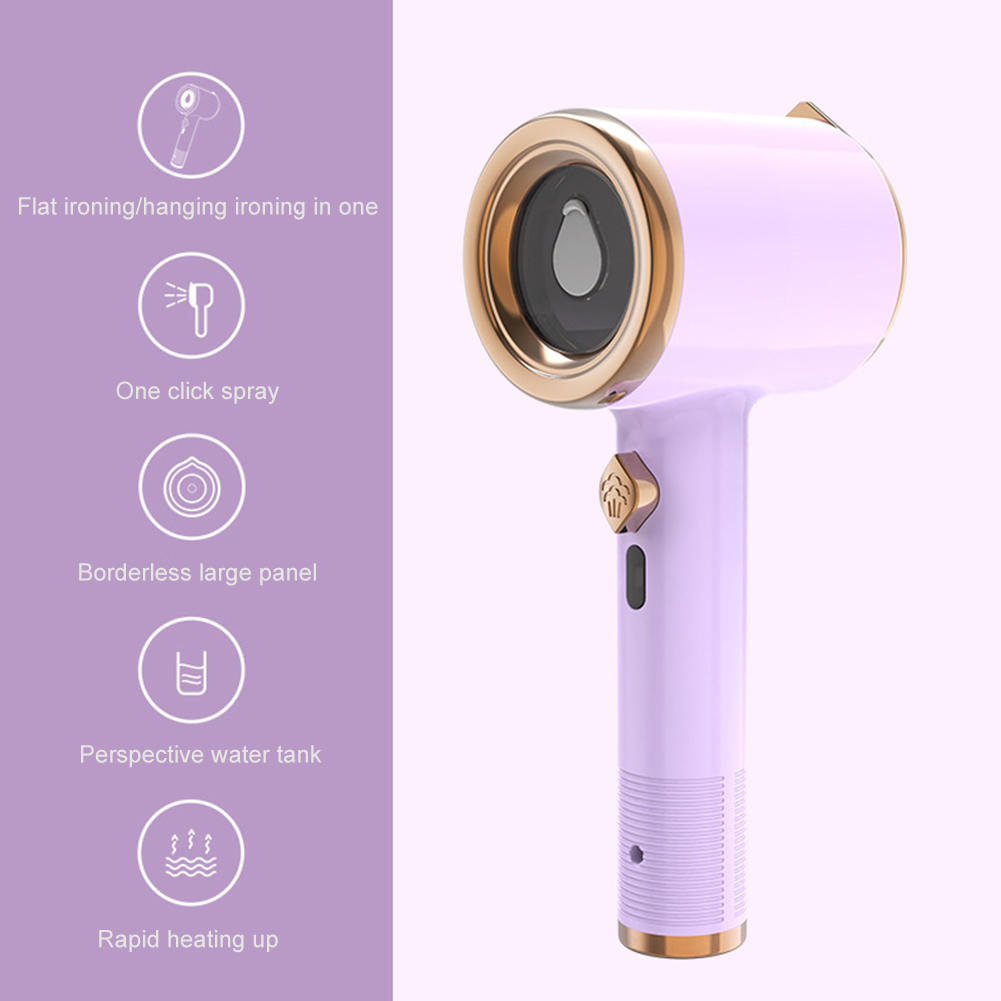 Flat ironing/hanging ironing in one
One click spray
Borderless large panel
Perspective water tank
Rapid heating up